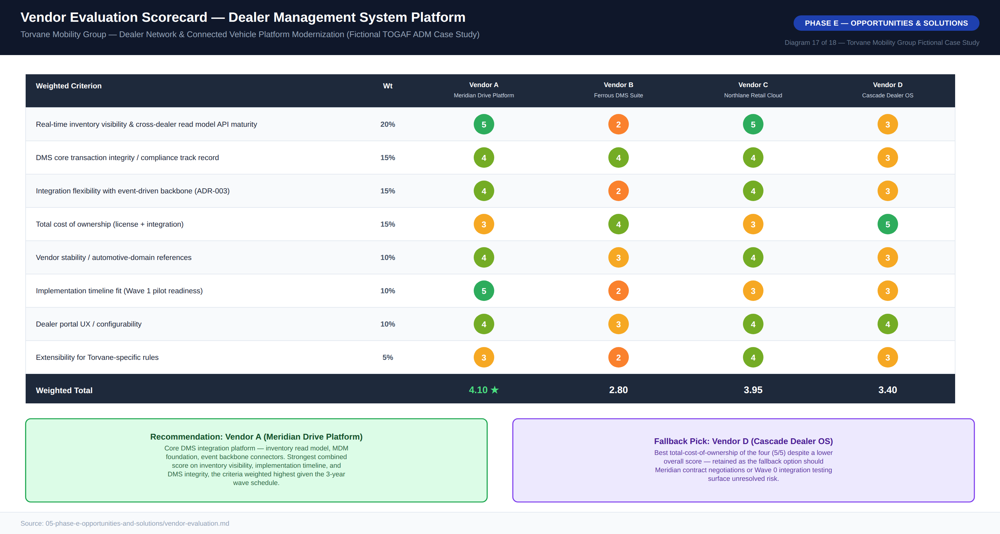 Vendor Evaluation Scorecard — Dealer Management System Platform
Torvane Mobility Group — Dealer Network & Connected Vehicle Platform Modernization (Fictional TOGAF ADM Case Study)
PHASE E — OPPORTUNITIES & SOLUTIONS
Diagram 17 of 18 — Torvane Mobility Group Fictional Case Study
Weighted Criterion Wt Vendor A Vendor B Vendor C Vendor D
Meridian Drive Platform Ferrous DMS Suite Northlane Retail Cloud Cascade Dealer OS
Real-time inventory visibility & cross-dealer read model API maturity 20% 5 2 5 3
DMS core transaction integrity / compliance track record 15% 4 4 4 3
Integration flexibility with event-driven backbone (ADR-003) 15% 4 2 4 3
Total cost of ownership (license + integration) 15% 3 4 3 5
Vendor stability / automotive-domain references 10% 4 3 4 3
Implementation timeline fit (Wave 1 pilot readiness) 10% 5 2 3 3
Dealer portal UX / configurability 10% 4 3 4 4
Extensibility for Torvane-specific rules 5% 3 2 4 3
Weighted Total 4.10 ★ 2.80 3.95 3.40
Recommendation: Vendor A (Meridian Drive Platform)
Core DMS integration platform — inventory read model, MDM
foundation, event backbone connectors. Strongest combined
score on inventory visibility, implementation timeline, and
DMS integrity, the criteria weighted highest given the 3-year
wave schedule.
Fallback Pick: Vendor D (Cascade Dealer OS)
Best total-cost-of-ownership of the four (5/5) despite a lower
overall score — retained as the fallback option should
Meridian contract negotiations or Wave 0 integration testing
surface unresolved risk.
Source: 05-phase-e-opportunities-and-solutions/vendor-evaluation.md